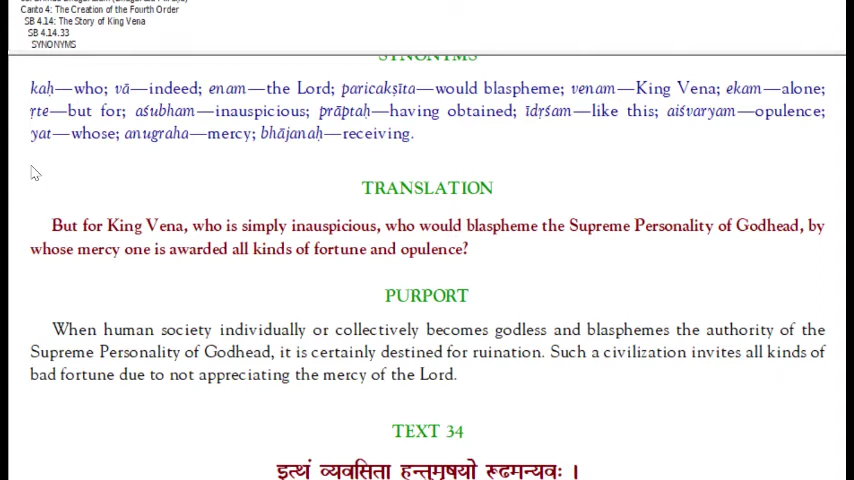 Canto 4: The Creation of the Fourth Order
SB 4.14: The Story of King Vena
SB 4.14.33
SYNONYMS
SYNONYMS
kaḥ—who; vā—indeed; enam—the Lord; paricakṣīta—would blaspheme; venam—King Vena; ekam—alone;
ṛte—but for; aśubham—inauspicious; prāptaḥ—having obtained; īdṛśam—like this; aiśvaryam—opulence;
yat—whose; anugraha—mercy; bhājanaḥ—receiving.
TRANSLATION
But for King Vena, who is simply inauspicious, who would blaspheme the Supreme Personality of Godhead, by
whose mercy one is awarded all kinds of fortune and opulence?
PURPORT
When human society individually or collectively becomes godless and blasphemes the authority of the
Supreme Personality of Godhead, it is certainly destined for ruination. Such a civilization invites all kinds of
bad fortune due to not appreciating the mercy of the Lord.
TEXT 34
इत्थं व्यवसिता हन्तुमृषयो रूढमन्यवः ।